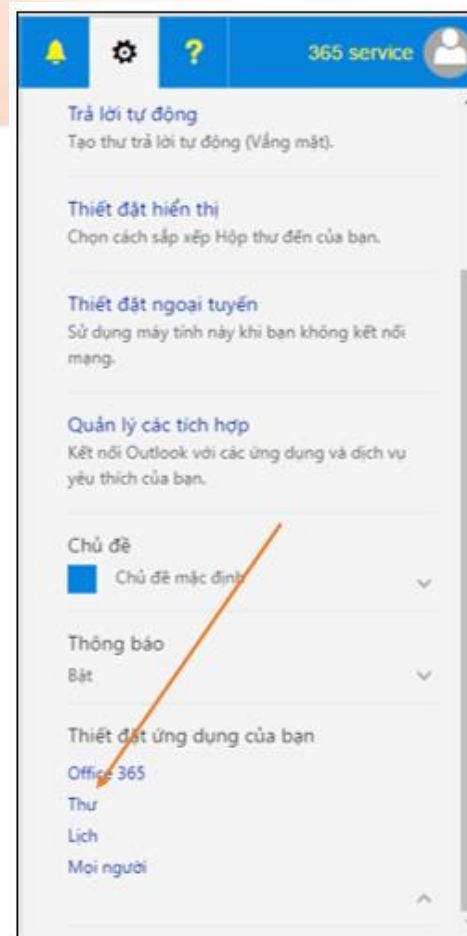 ?
365 service
Trả lời tự động
Tạo thư trả lời tự động (Vắng mặt).
Thiết đặt hiển thị
Chọn cách sắp xếp Hộp thư đến của bạn.
Thiết đặt ngoại tuyến
Sử dụng máy tính này khi bạn không kết nối
mạng.
Quản lý các tích hợp
Kết nối Outlook với các ứng dụng và dịch vụ
yêu thích của bạn.
Chủ đề
Chủ đề mặc định
Thông báo
Bật
Thiết đặt ứng dụng của bạn
Office 365
Thư
Lịch
Mọi người